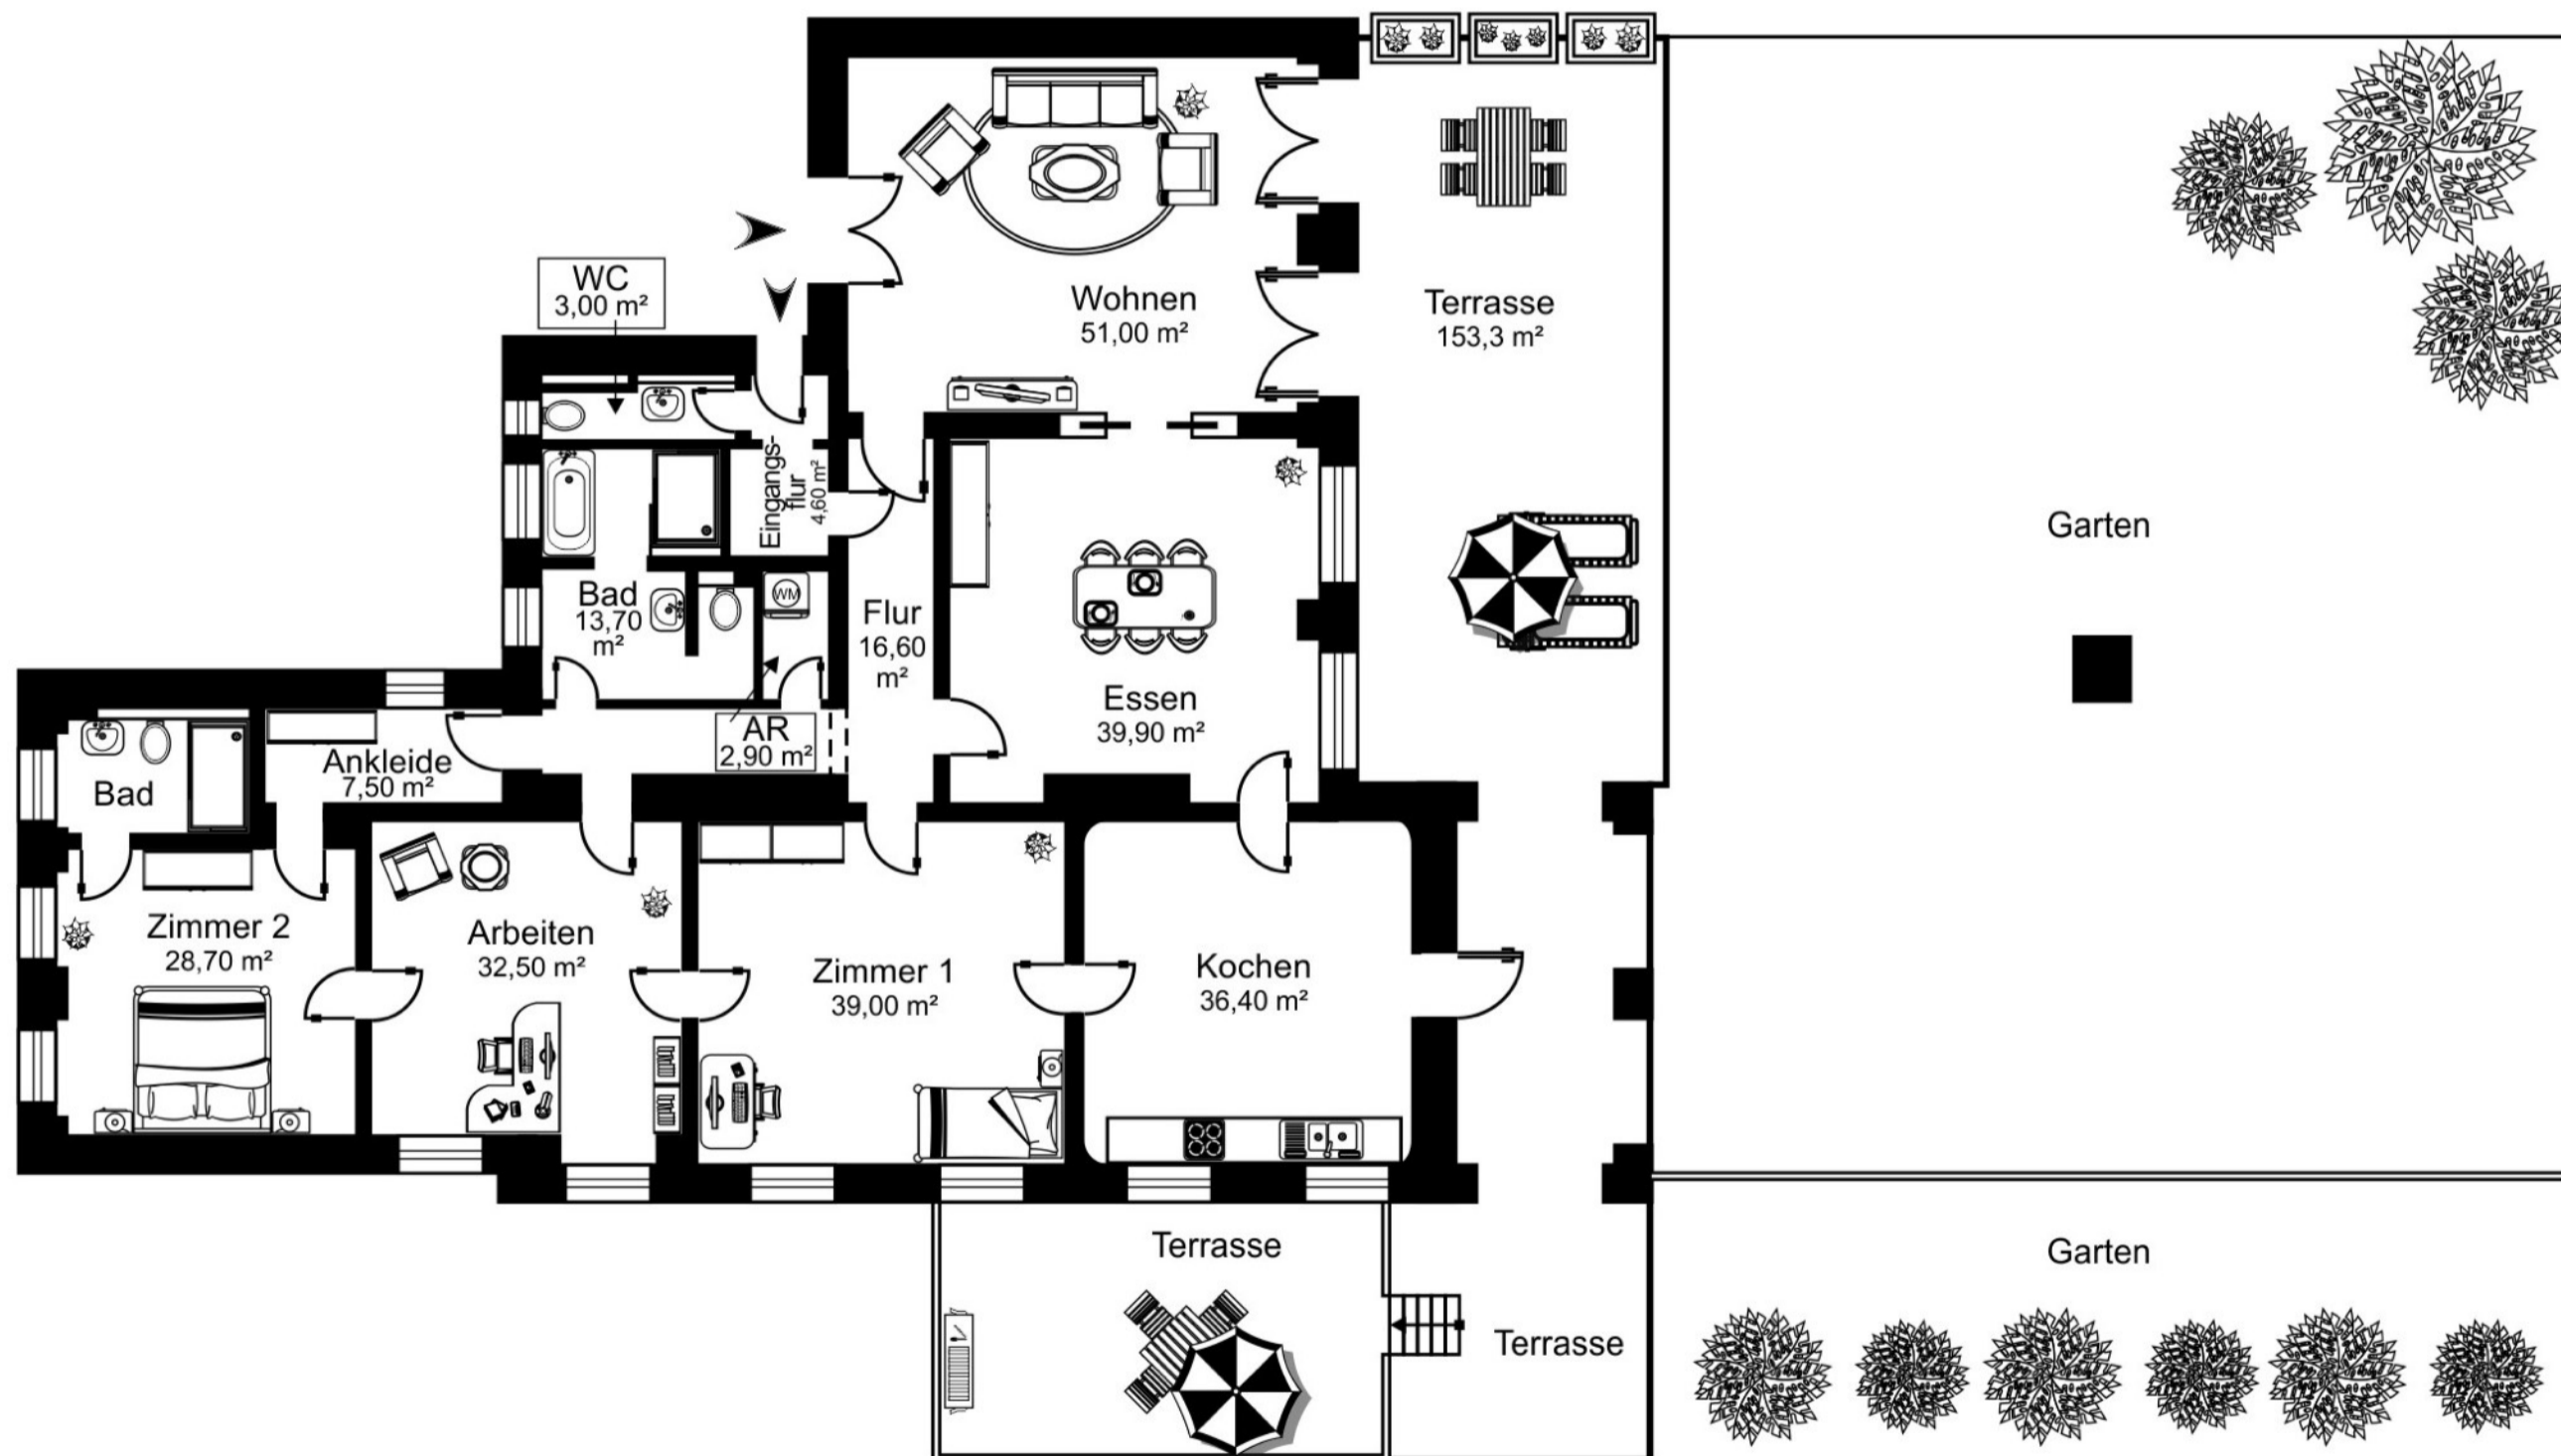 WC
3,00 m²
Wohnen
51,00 m²
Terrasse
153,3 m²
Eingangs-
flur
4,60 m²
Garten
Bad
13,70
m²
WM
Flur
16,60
m²
Essen
39,90 m²
AR
2,90 m²
Ankleide
7,50 m²
Bad
Zimmer 2
28,70 m²
Arbeiten
32,50 m²
Zimmer 1
39,00 m²
Kochen
36,40 m²
Terrasse
Garten
Terrasse